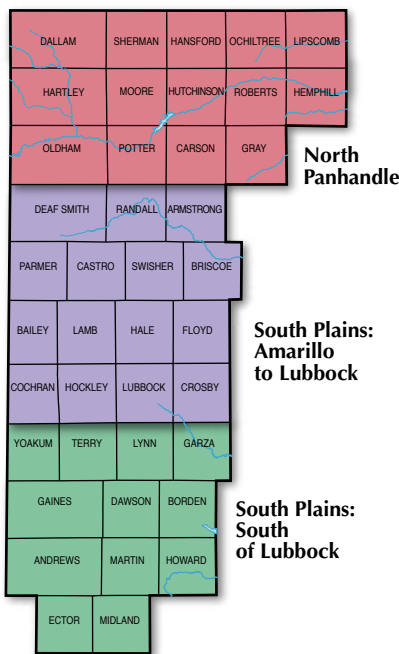 DALLAM SHERMAN HANSFORD OCHILTREE LIPSCOMB
HARTLEY MOORE HUTCHINSON ROBERTS HEMPHILL
OLDHAM POTTER CARSON GRAY
North
Panhandle
DEAF SMITH RANDALL ARMSTRONG
PARMER CASTRO SWISHER BRISCOE
BAILEY LAMB HALE FLOYD
South Plains:
Amarillo
to Lubbock
COCHRAN HOCKLEY LUBBOCK CROSBY
YOAKUM TERRY LYNN GARZA
GAINES DAWSON BORDEN
South Plains:
South
of Lubbock
ANDREWS MARTIN HOWARD
ECTOR MIDLAND